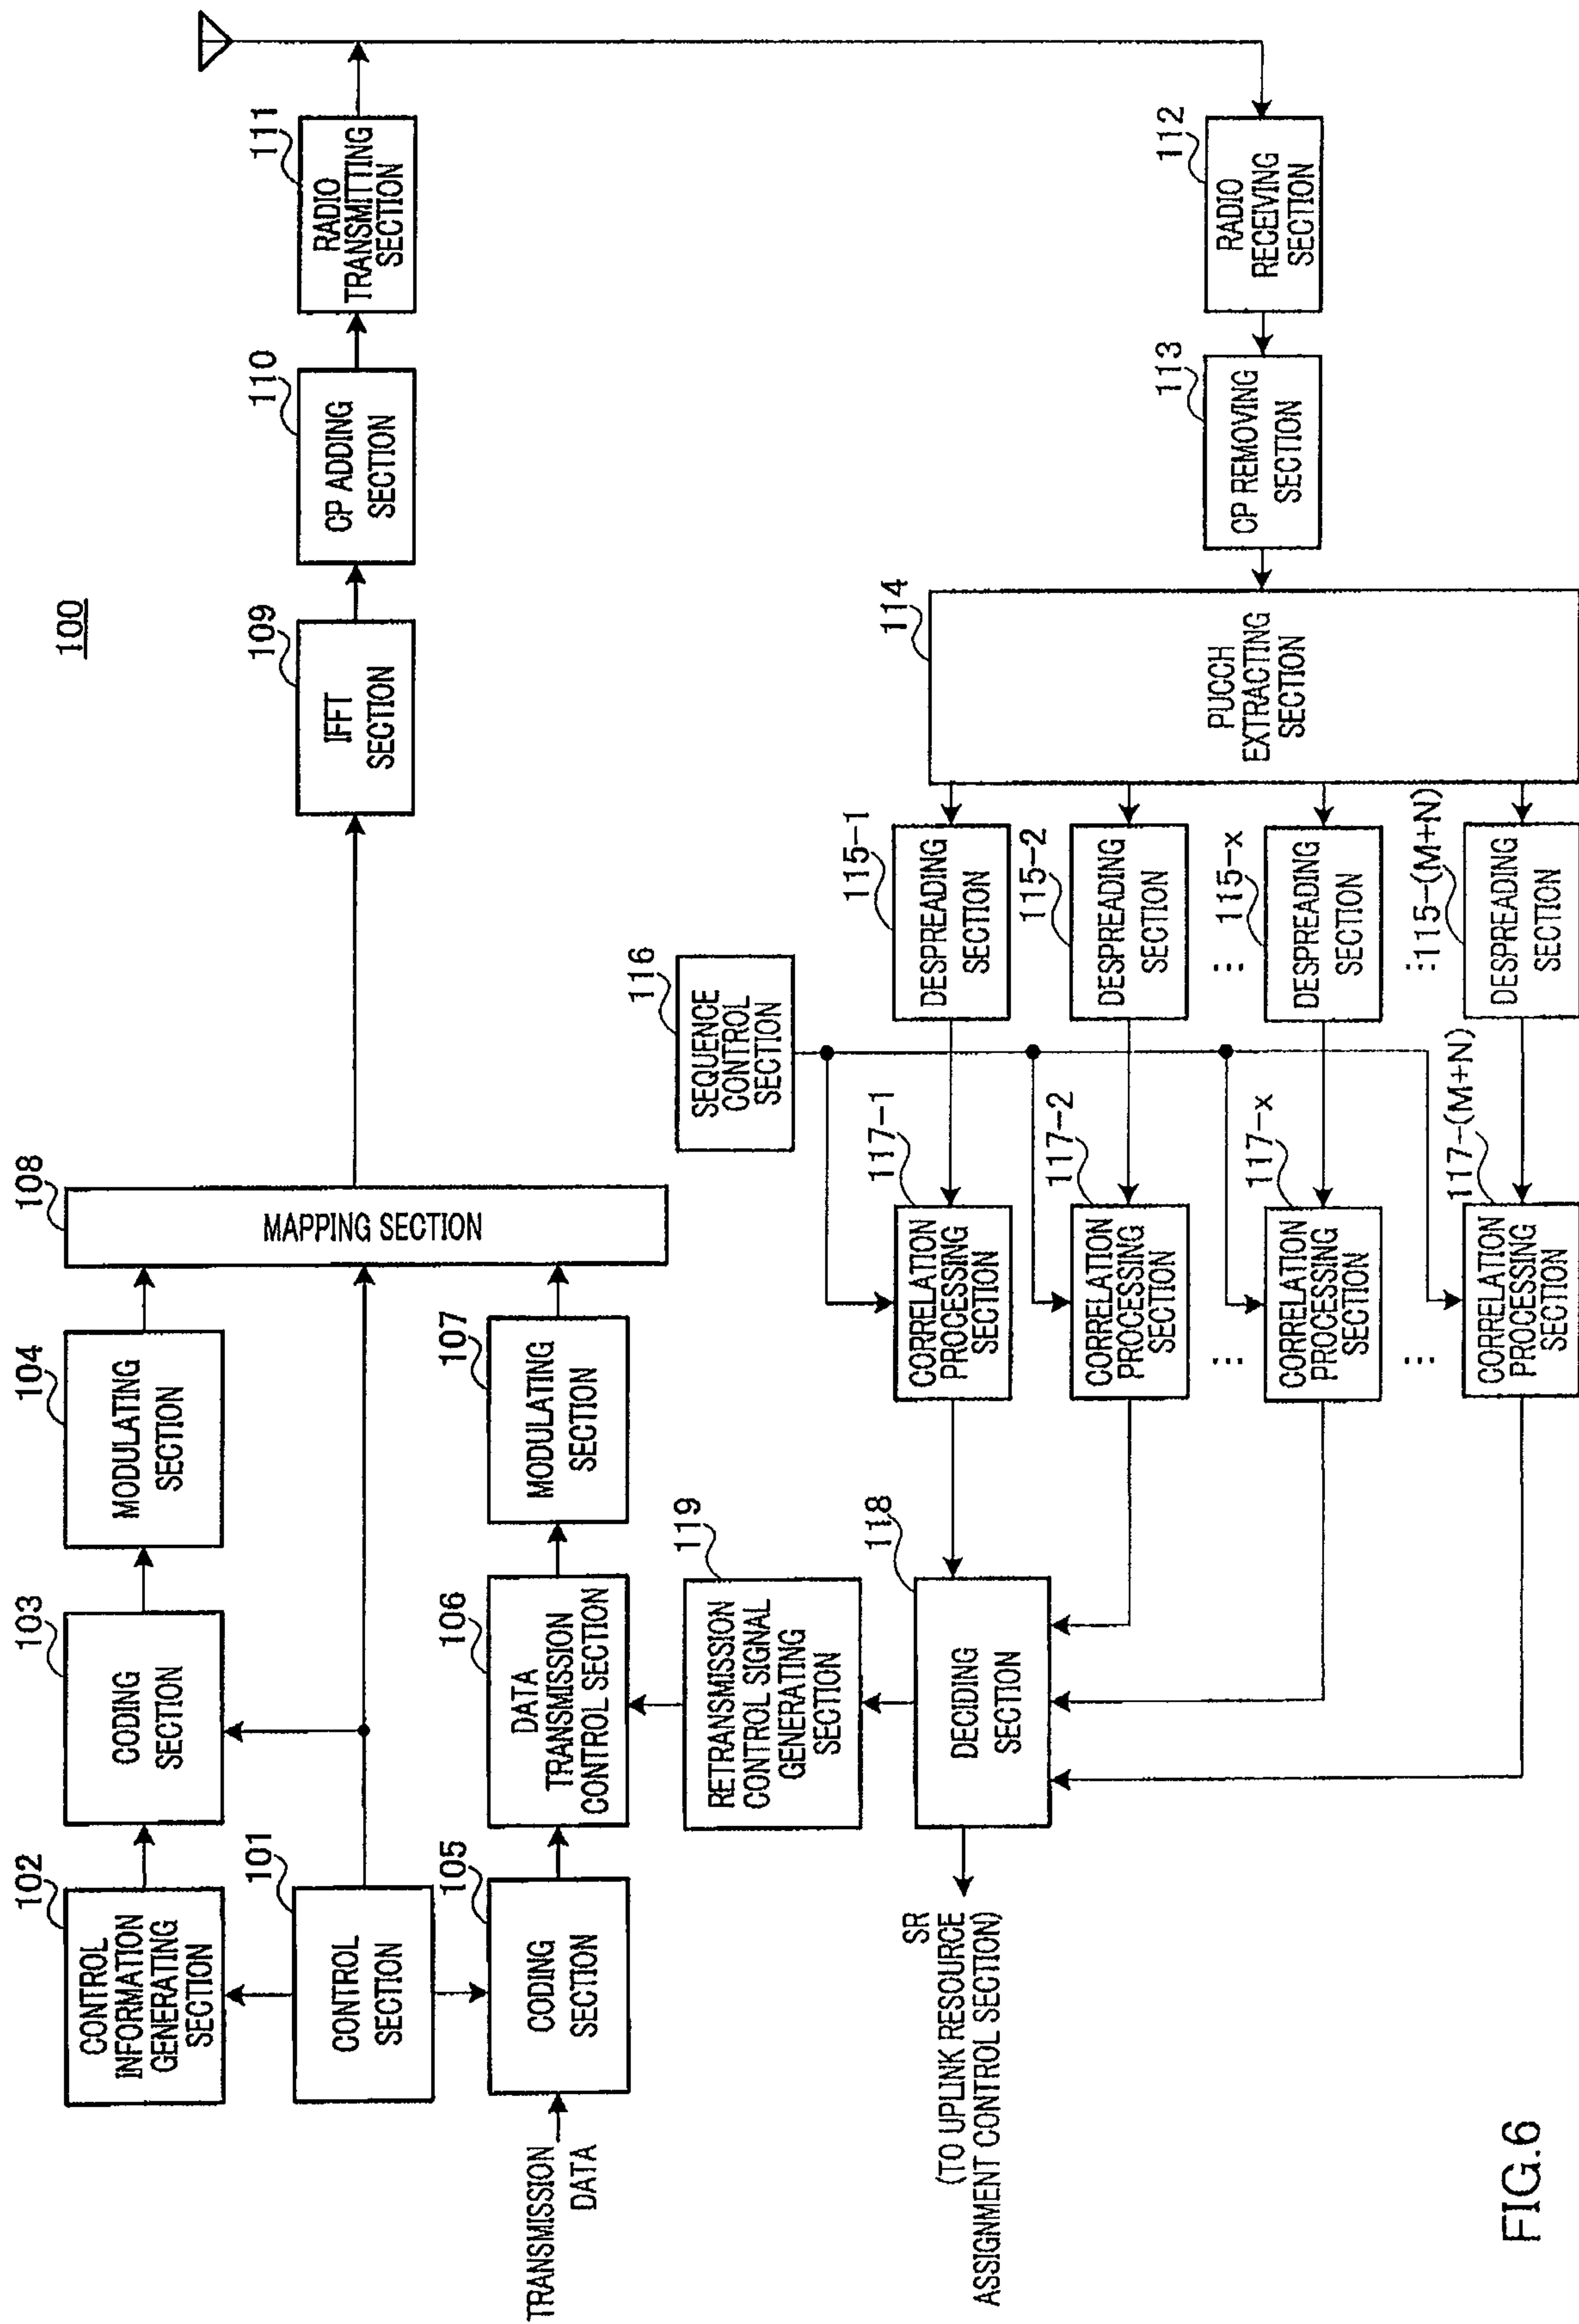 100
102
CONTROL
INFORMATION
GENERATING
SECTION
103
CODING
SECTION
104
MODULATING
SECTION
108
MAPPING SECTION
109
IFFT
SECTION
110
CP ADDING
SECTION
111
RADIO
TRANSMITTING
SECTION
101
CONTROL
SECTION
TRANSMISSION
DATA
105
CODING
SECTION
106
DATA
TRANSMISSION
CONTROL SECTION
107
MODULATING
SECTION
119
RETRANSMISSION
CONTROL SIGNAL
GENERATING
SECTION
116
SEQUENCE
CONTROL
SECTION
SR
(TO UPLINK RESOURCE
ASSIGNMENT CONTROL SECTION)
118
DECIDING
SECTION
117-1
CORRELATION
PROCESSING
SECTION
115-1
DESPREADING
SECTION
114
PUCCH
EXTRACTING
SECTION
113
CP REMOVING
SECTION
112
RADIO
RECEIVING
SECTION
117-2
CORRELATION
PROCESSING
SECTION
115-2
DESPREADING
SECTION
...
...
117-x
CORRELATION
PROCESSING
SECTION
115-x
DESPREADING
SECTION
...
...
117-(M+N)
CORRELATION
PROCESSING
SECTION
115-(M+N)
DESPREADING
SECTION
FIG.6